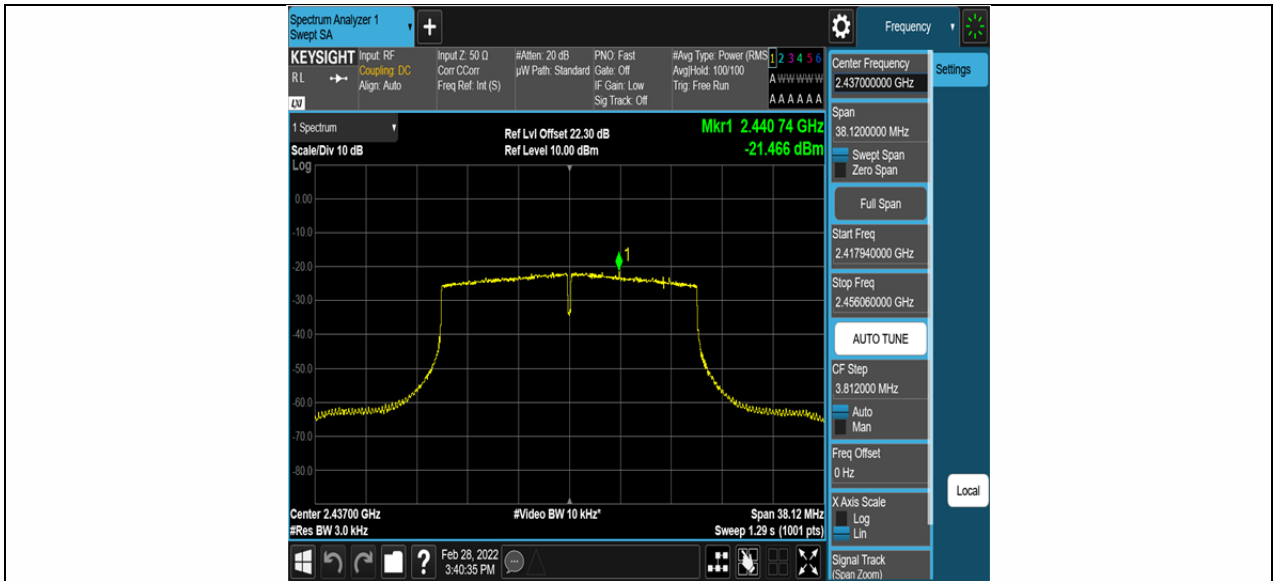 Spectrum Analyzer 1
Swept SA
Frequency
KEYSIGHT
RL
LXI
Input: RF
Coupling: DC
Align: Auto
Input Z: 50 Ω
Corr CCorr
Freq Ref: Int (S)
#Atten: 20 dB
µW Path: Standard
PNO: Fast
Gate: Off
IF Gain: Low
Sig Track: Off
#Avg Type: Power (RMS
Avg|Hold: 100/100
Trig: Free Run
1 2 3 4 5 6
A W W W W W
A A A A A A
1 Spectrum
Scale/Div 10 dB
Log
Ref Lvl Offset 22.30 dB
Ref Level 10.00 dBm
Mkr1 2.440 74 GHz
-21.466 dBm
0.00
-10.0
-20.0
-30.0
-40.0
-50.0
-60.0
-70.0
-80.0
1
Center 2.43700 GHz
#Res BW 3.0 kHz
#Video BW 10 kHz*
Span 38.12 MHz
Sweep 1.29 s (1001 pts)
?
Feb 28, 2022
3:40:35 PM
Center Frequency
2.437000000 GHz
Settings
Span
38.1200000 MHz
Swept Span
Zero Span
Full Span
Start Freq
2.417940000 GHz
Stop Freq
2.456060000 GHz
AUTO TUNE
CF Step
3.812000 MHz
Auto
Man
Freq Offset
0 Hz
Local
X Axis Scale
Log
Lin
Signal Track
(Span Zoom)